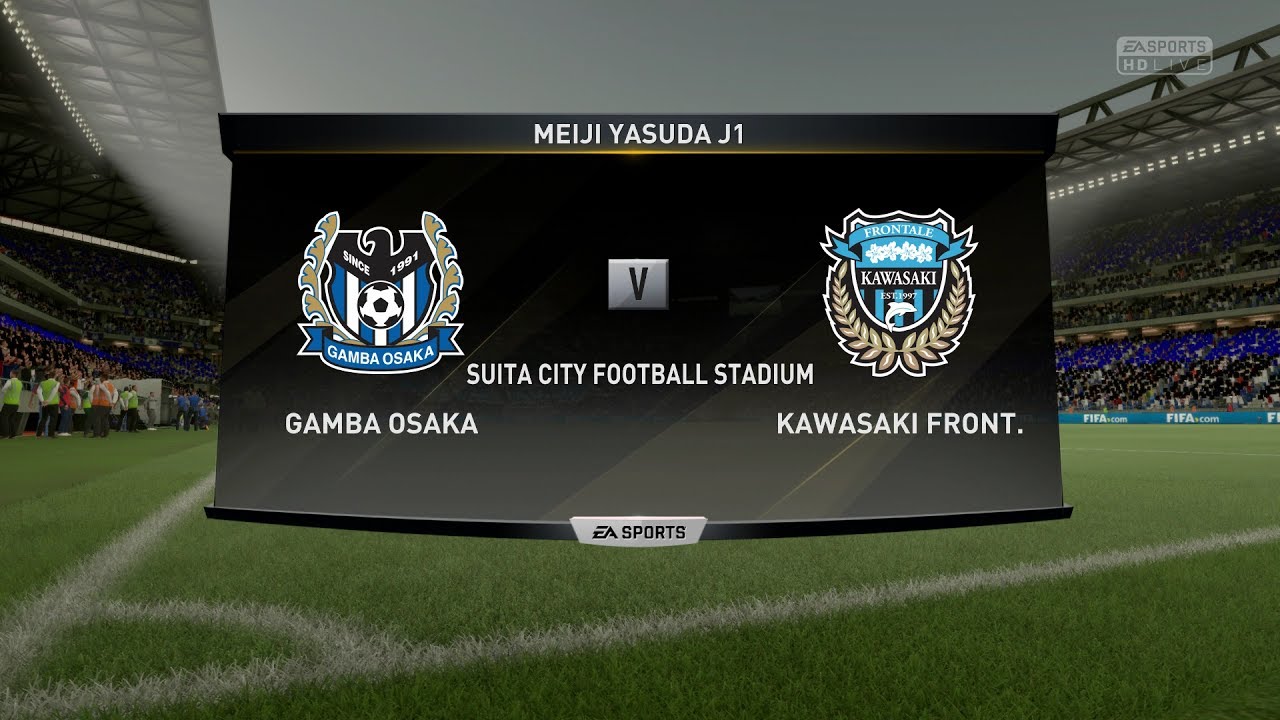 EA SPORTS
HD LIVE
MEIJI YASUDA J1
SINCE 1991
GAMBA OSAKA
V
FRONTALE
KAWASAKI
EST.1997
SUITA CITY FOOTBALL STADIUM
GAMBA OSAKA
KAWASAKI FRONT.
FIFA.com
FIFA.com
EA SPORTS